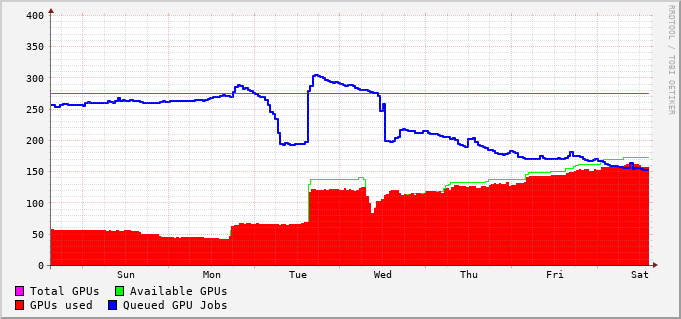 RRDTOOL / TOBI OETIKER
400
350
300
250
200
150
100
50
0
Sun Mon Tue Wed Thu Fri Sat
Total GPUs Available GPUs
GPUs used Queued GPU Jobs